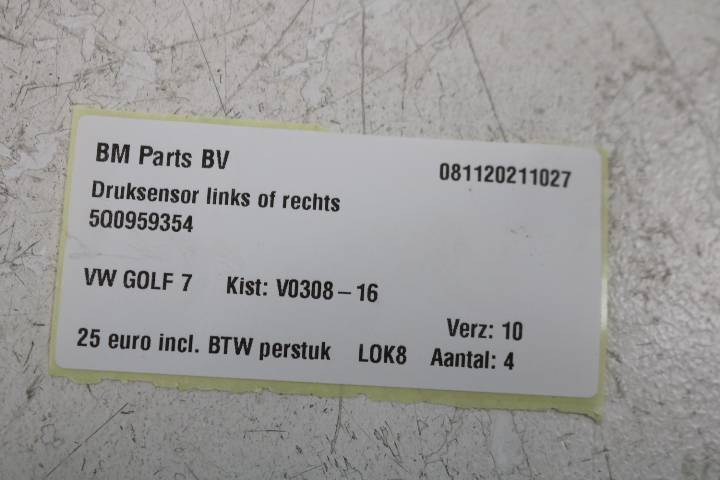 BM Parts BV 081120211027
Druksensor links of rechts
5Q0959354
VW GOLF 7 Kist: V0308-16
Verz: 10
25 euro incl. BTW perstuk LOK8 Aantal: 4